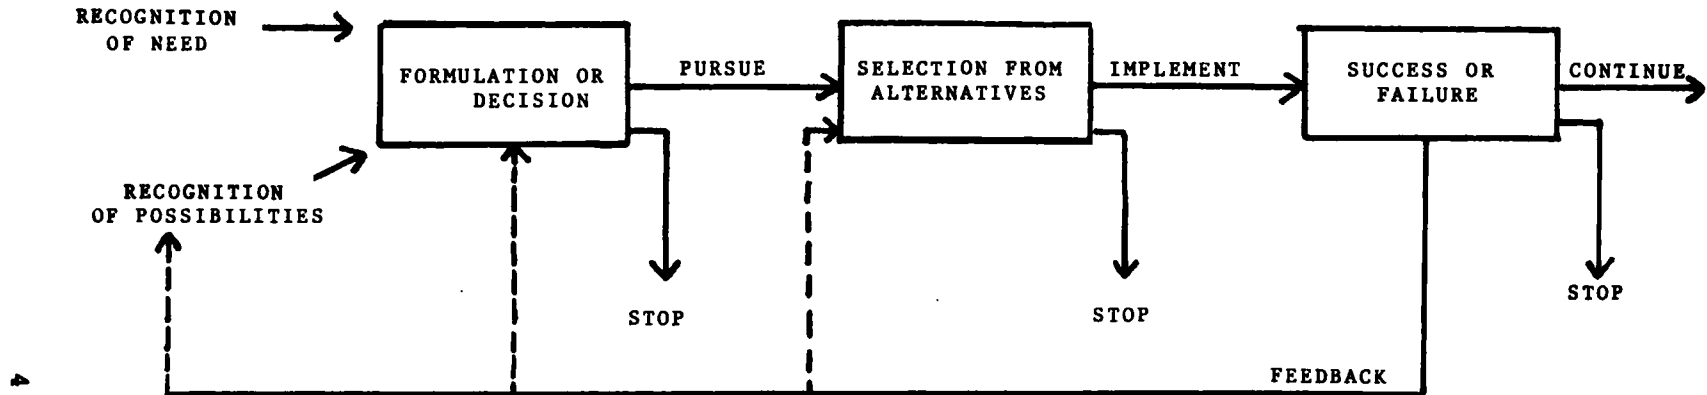 RECOGNITION
OF NEED
FORMULATION OR
DECISION
PURSUE
SELECTION FROM
ALTERNATIVES
IMPLEMENT
SUCCESS OR
FAILURE
CONTINUE
RECOGNITION
OF POSSIBILITIES
STOP
STOP
STOP
FEEDBACK
4